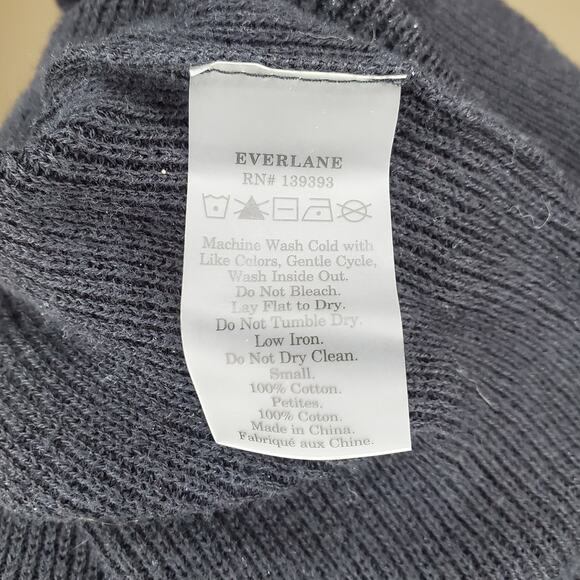 EVERLANE
RN# 139393
Machine Wash Cold with
Like Colors, Gentle Cycle,
Wash Inside Out.
Do Not Bleach.
Lay Flat to Dry.
Do Not Tumble Dry.
Low Iron.
Do Not Dry Clean.
Small.
100% Cotton.
Petites.
100% Coton.
Made in China.
Fabriqué aux Chine.